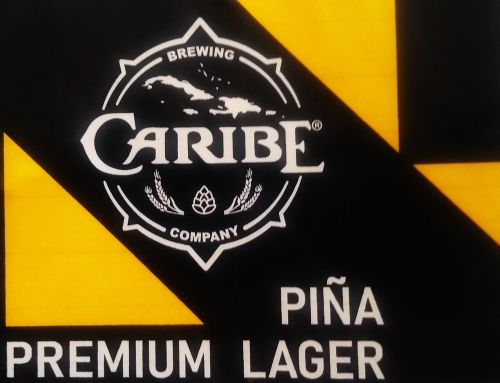 BREWING
CARIBE®
COMPANY
PIÑA
PREMIUM LAGER